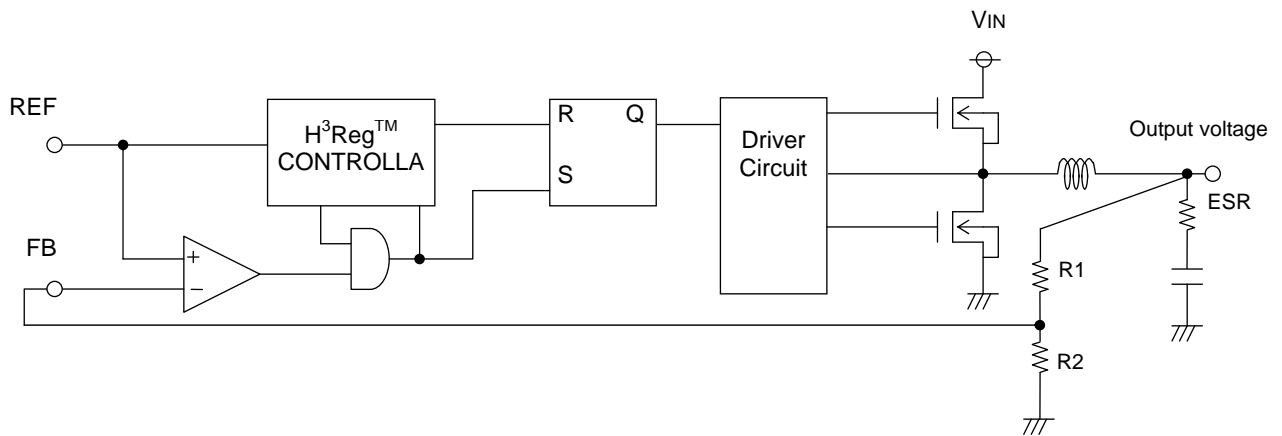 VIN
REF
H³Reg™
CONTROLLA
R
Q
S
Driver
Circuit
Output voltage
ESR
FB
+
−
R1
R2